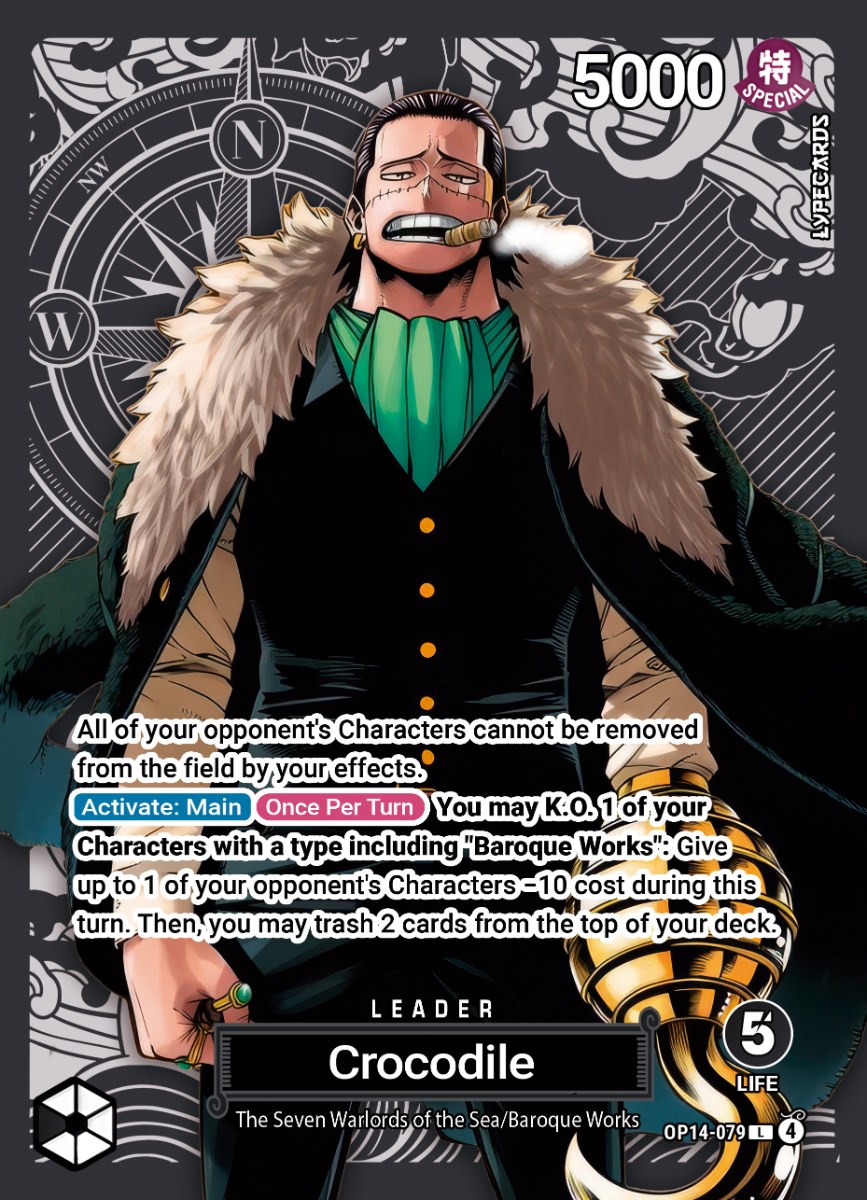 5000
特
SPECIAL
LYPECARDS
N
NW
W
All of your opponent's Characters cannot be removed
from the field by your effects.
Activate: Main Once Per Turn You may K.O. 1 of your
Characters with a type including "Baroque Works": Give
up to 1 of your opponent's Characters −10 cost during this
turn. Then, you may trash 2 cards from the top of your deck.
LEADER
Crocodile
5
LIFE
The Seven Warlords of the Sea/Baroque Works
OP14-079 L 4